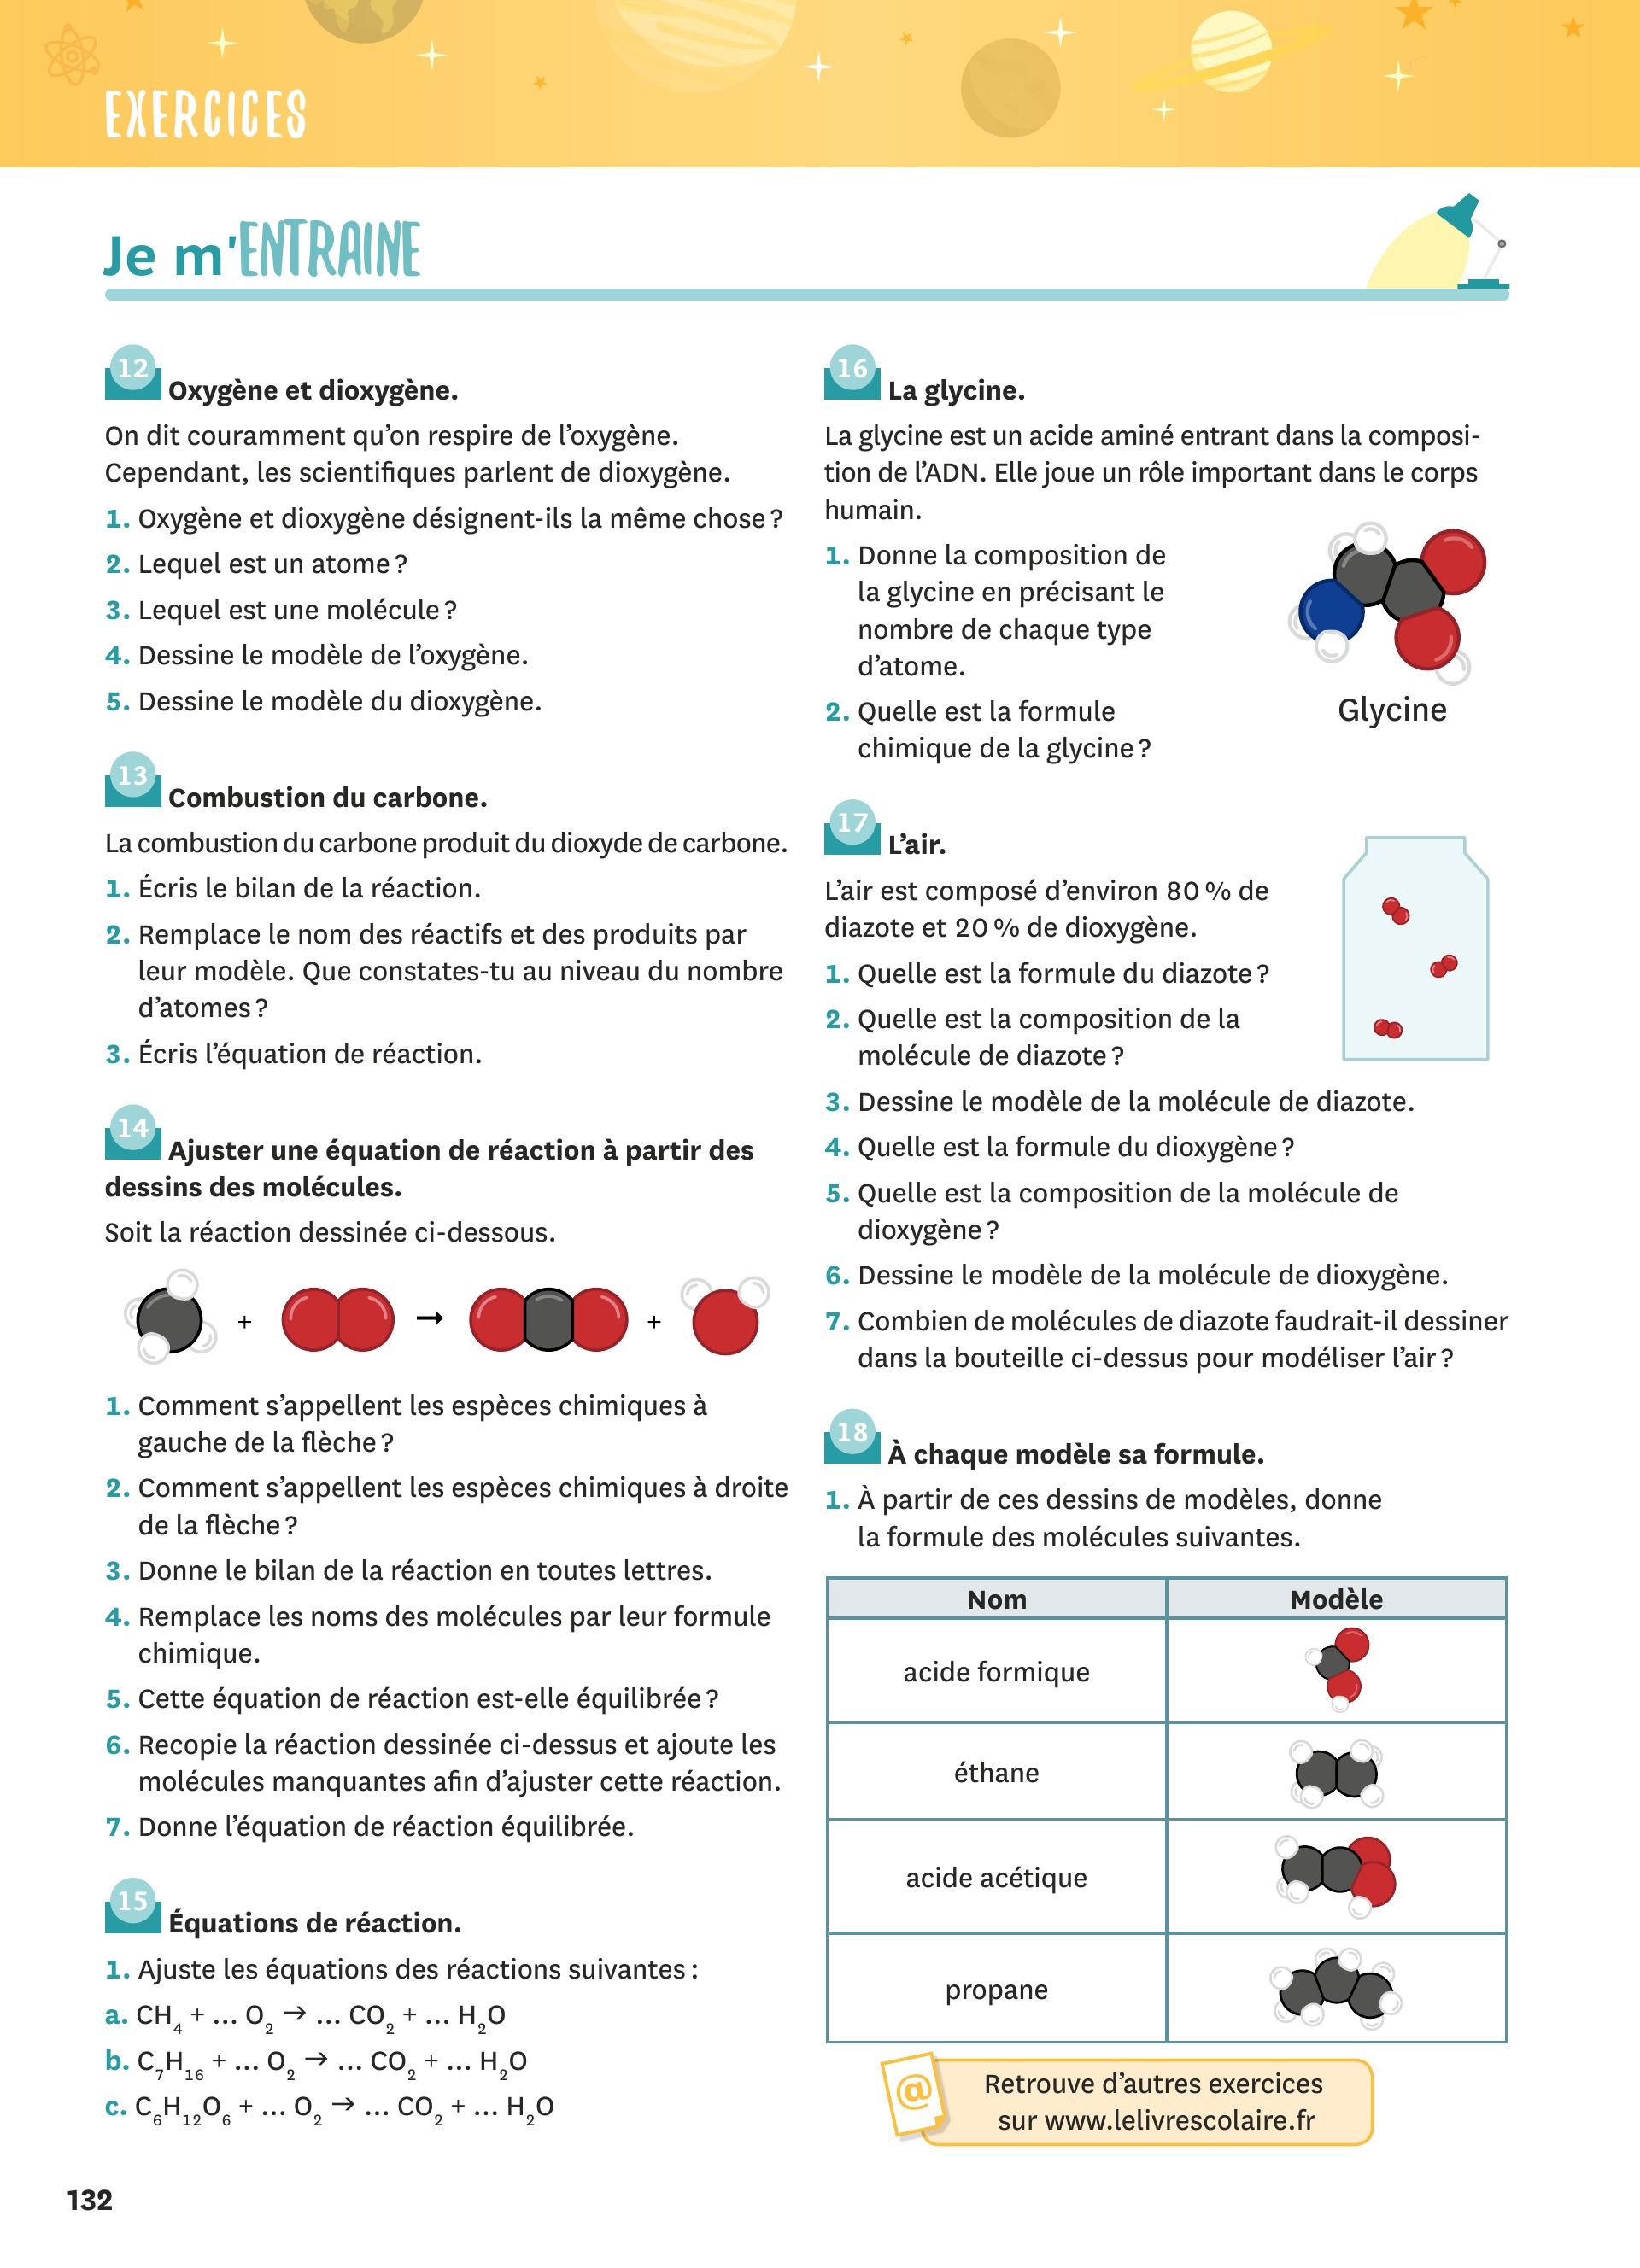 EXERCICES
Je m'ENTRAINE
12
Oxygène et dioxygène.
On dit couramment qu’on respire de l’oxygène.
Cependant, les scientifiques parlent de dioxygène.
1. Oxygène et dioxygène désignent-ils la même chose ?
2. Lequel est un atome ?
3. Lequel est une molécule ?
4. Dessine le modèle de l’oxygène.
5. Dessine le modèle du dioxygène.
13
Combustion du carbone.
La combustion du carbone produit du dioxyde de carbone.
1. Écris le bilan de la réaction.
2. Remplace le nom des réactifs et des produits par
leur modèle. Que constates-tu au niveau du nombre
d’atomes ?
3. Écris l’équation de réaction.
14
Ajuster une équation de réaction à partir des
dessins des molécules.
Soit la réaction dessinée ci-dessous.
+ → +
1. Comment s’appellent les espèces chimiques à
gauche de la flèche ?
2. Comment s’appellent les espèces chimiques à droite
de la flèche ?
3. Donne le bilan de la réaction en toutes lettres.
4. Remplace les noms des molécules par leur formule
chimique.
5. Cette équation de réaction est-elle équilibrée ?
6. Recopie la réaction dessinée ci-dessus et ajoute les
molécules manquantes afin d’ajuster cette réaction.
7. Donne l’équation de réaction équilibrée.
15
Équations de réaction.
1. Ajuste les équations des réactions suivantes :
a. CH₄ + ... O₂ → ... CO₂ + ... H₂O
b. C₇H₁₆ + ... O₂ → ... CO₂ + ... H₂O
c. C₆H₁₂O₆ + ... O₂ → ... CO₂ + ... H₂O
16
La glycine.
La glycine est un acide aminé entrant dans la composi-
tion de l’ADN. Elle joue un rôle important dans le corps
humain.
1. Donne la composition de
la glycine en précisant le
nombre de chaque type
d’atome.
2. Quelle est la formule
chimique de la glycine ?
Glycine
17
L’air.
L’air est composé d’environ 80 % de
diazote et 20 % de dioxygène.
1. Quelle est la formule du diazote ?
2. Quelle est la composition de la
molécule de diazote ?
3. Dessine le modèle de la molécule de diazote.
4. Quelle est la formule du dioxygène ?
5. Quelle est la composition de la molécule de
dioxygène ?
6. Dessine le modèle de la molécule de dioxygène.
7. Combien de molécules de diazote faudrait-il dessiner
dans la bouteille ci-dessus pour modéliser l’air ?
18
À chaque modèle sa formule.
1. À partir de ces dessins de modèles, donne
la formule des molécules suivantes.
Nom Modèle
acide formique
éthane
acide acétique
propane
@
Retrouve d’autres exercices
sur www.lelivrescolaire.fr
132